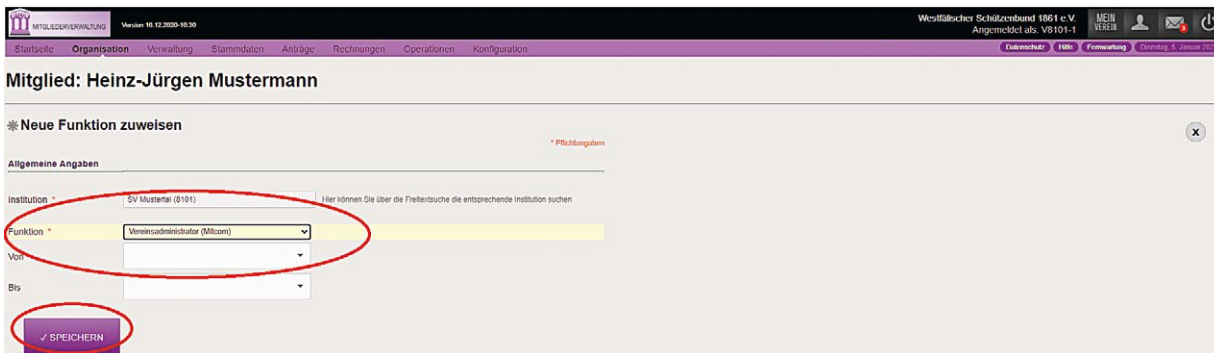 MITGLIEDERVERWALTUNG Version 10.12.2020-16:30 Westfälischer Schützenbund 1861 e.V. MEIN VEREIN
Angemeldet als: V8101-1
Startseite Organisation Verwaltung Stammdaten Anträge Rechnungen Operationen Konfiguration Datenschutz Hilfe Fernwartung Dienstag, 5. Januar
Mitglied: Heinz-Jürgen Mustermann
Neue Funktion zuweisen
* Pflichtangaben
Allgemeine Angaben
Institution * SV Mustertal (8101) Hier können Sie über die Freitextsuche die entsprechende Institution suchen
Funktion * Vereinsadministrator (Mitcom)
Von
Bis
✓ SPEICHERN